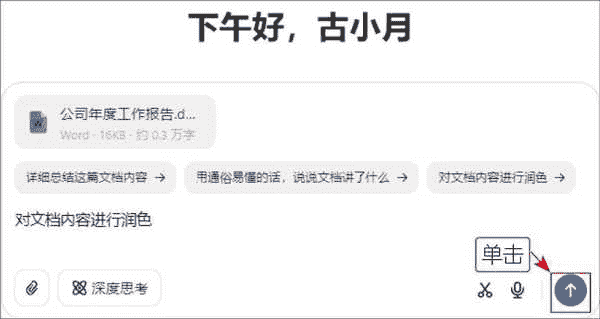 下午好，古小月
公司年度工作报告.d...
Word · 16KB · 约 0.3 万字
详细总结这篇文档内容 →
用通俗易懂的话，说说文档讲了什么 →
对文档内容进行润色 →
对文档内容进行润色
单击
深度思考